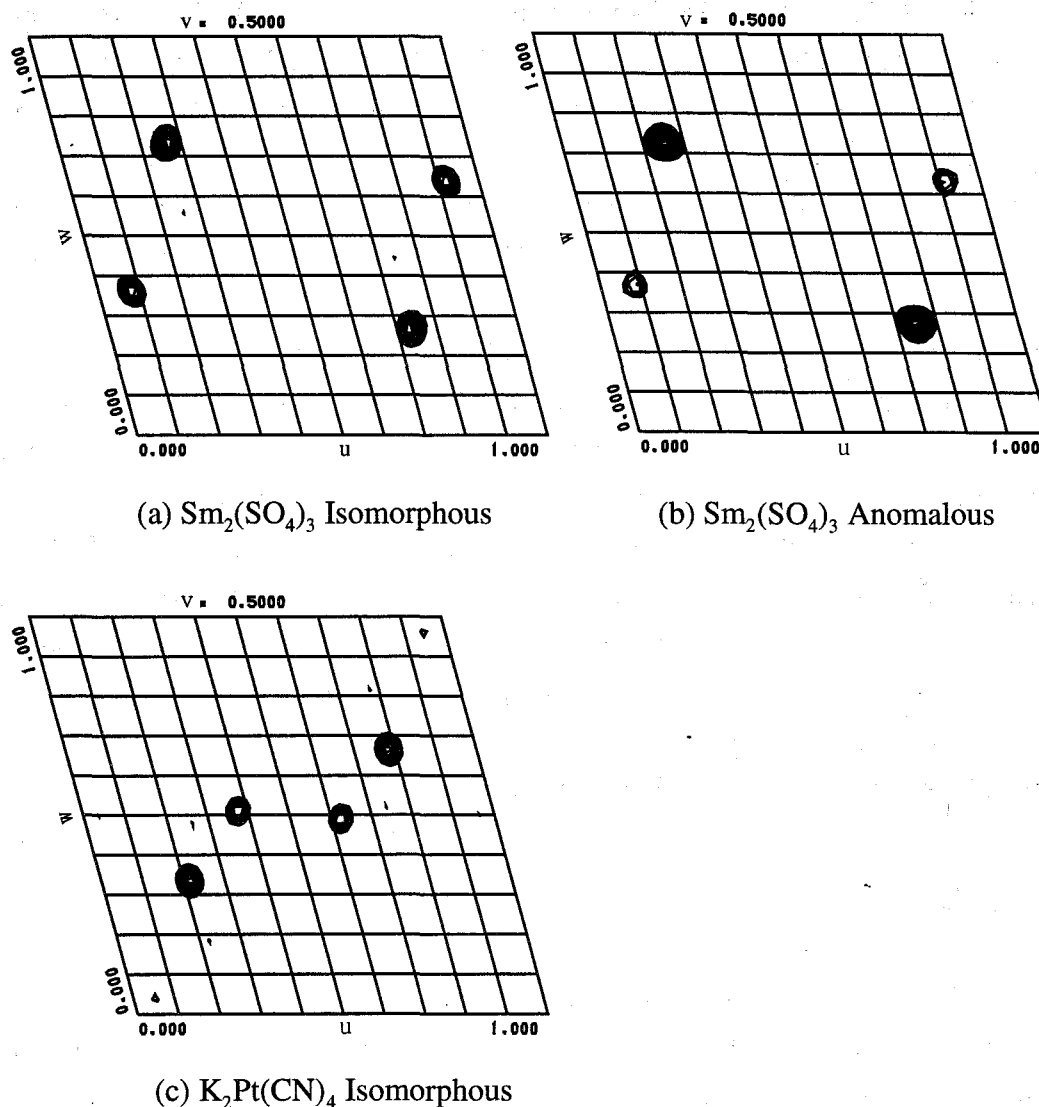 v = 0.5000
1.000
w
0.000
0.000 u 1.000
(a) Sm₂(SO₄)₃ Isomorphous
v = 0.5000
1.000
w
0.000
0.000 u 1.000
(b) Sm₂(SO₄)₃ Anomalous
v = 0.5000
1.000
w
0.000
0.000 u 1.000
(c) K₂Pt(CN)₄ Isomorphous